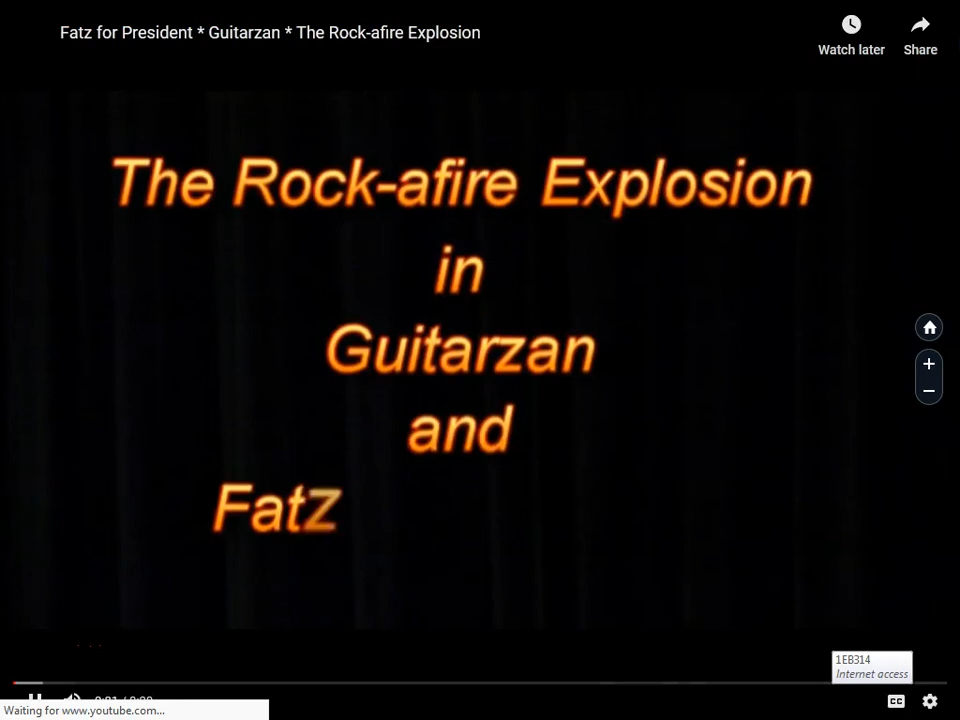 Fatz for President * Guitarzan * The Rock-afire Explosion
Watch later
Share
The Rock-afire Explosion
in
Guitarzan
and
Fatz
1EB314
Internet access
CC
Waiting for www.youtube.com...